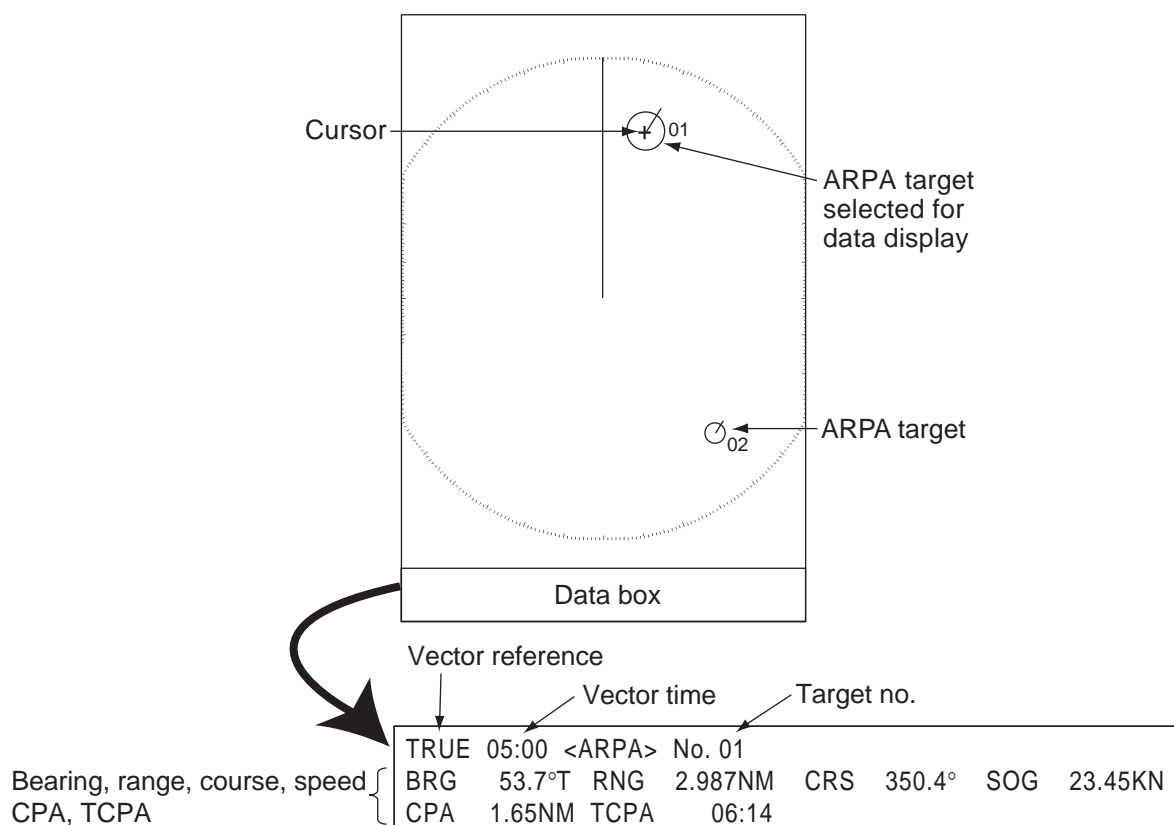 Cursor
01
ARPA target
selected for
data display
ARPA target
02
Data box
Vector reference
Vector time
Target no.
TRUE 05:00 <ARPA> No. 01
Bearing, range, course, speed
BRG 53.7°T RNG 2.987NM CRS 350.4° SOG 23.45KN
CPA, TCPA
CPA 1.65NM TCPA 06:14